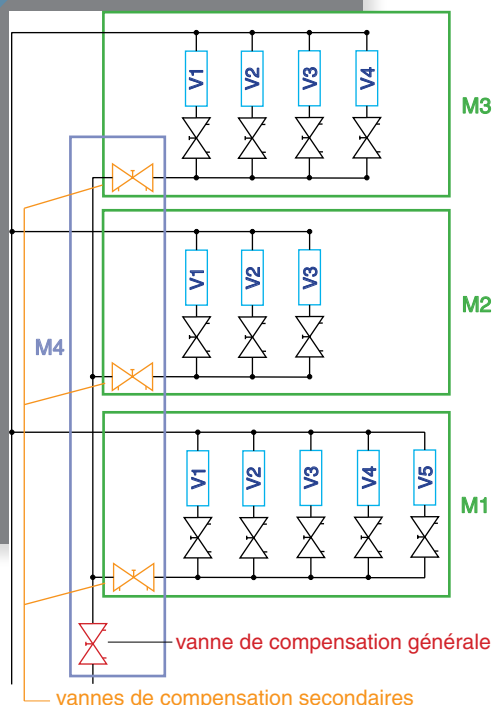 V1 V2 V3 V4
M3
V1 V2 V3
M2
M4
V1 V2 V3 V4 V5
M1
vanne de compensation générale
vannes de compensation secondaires